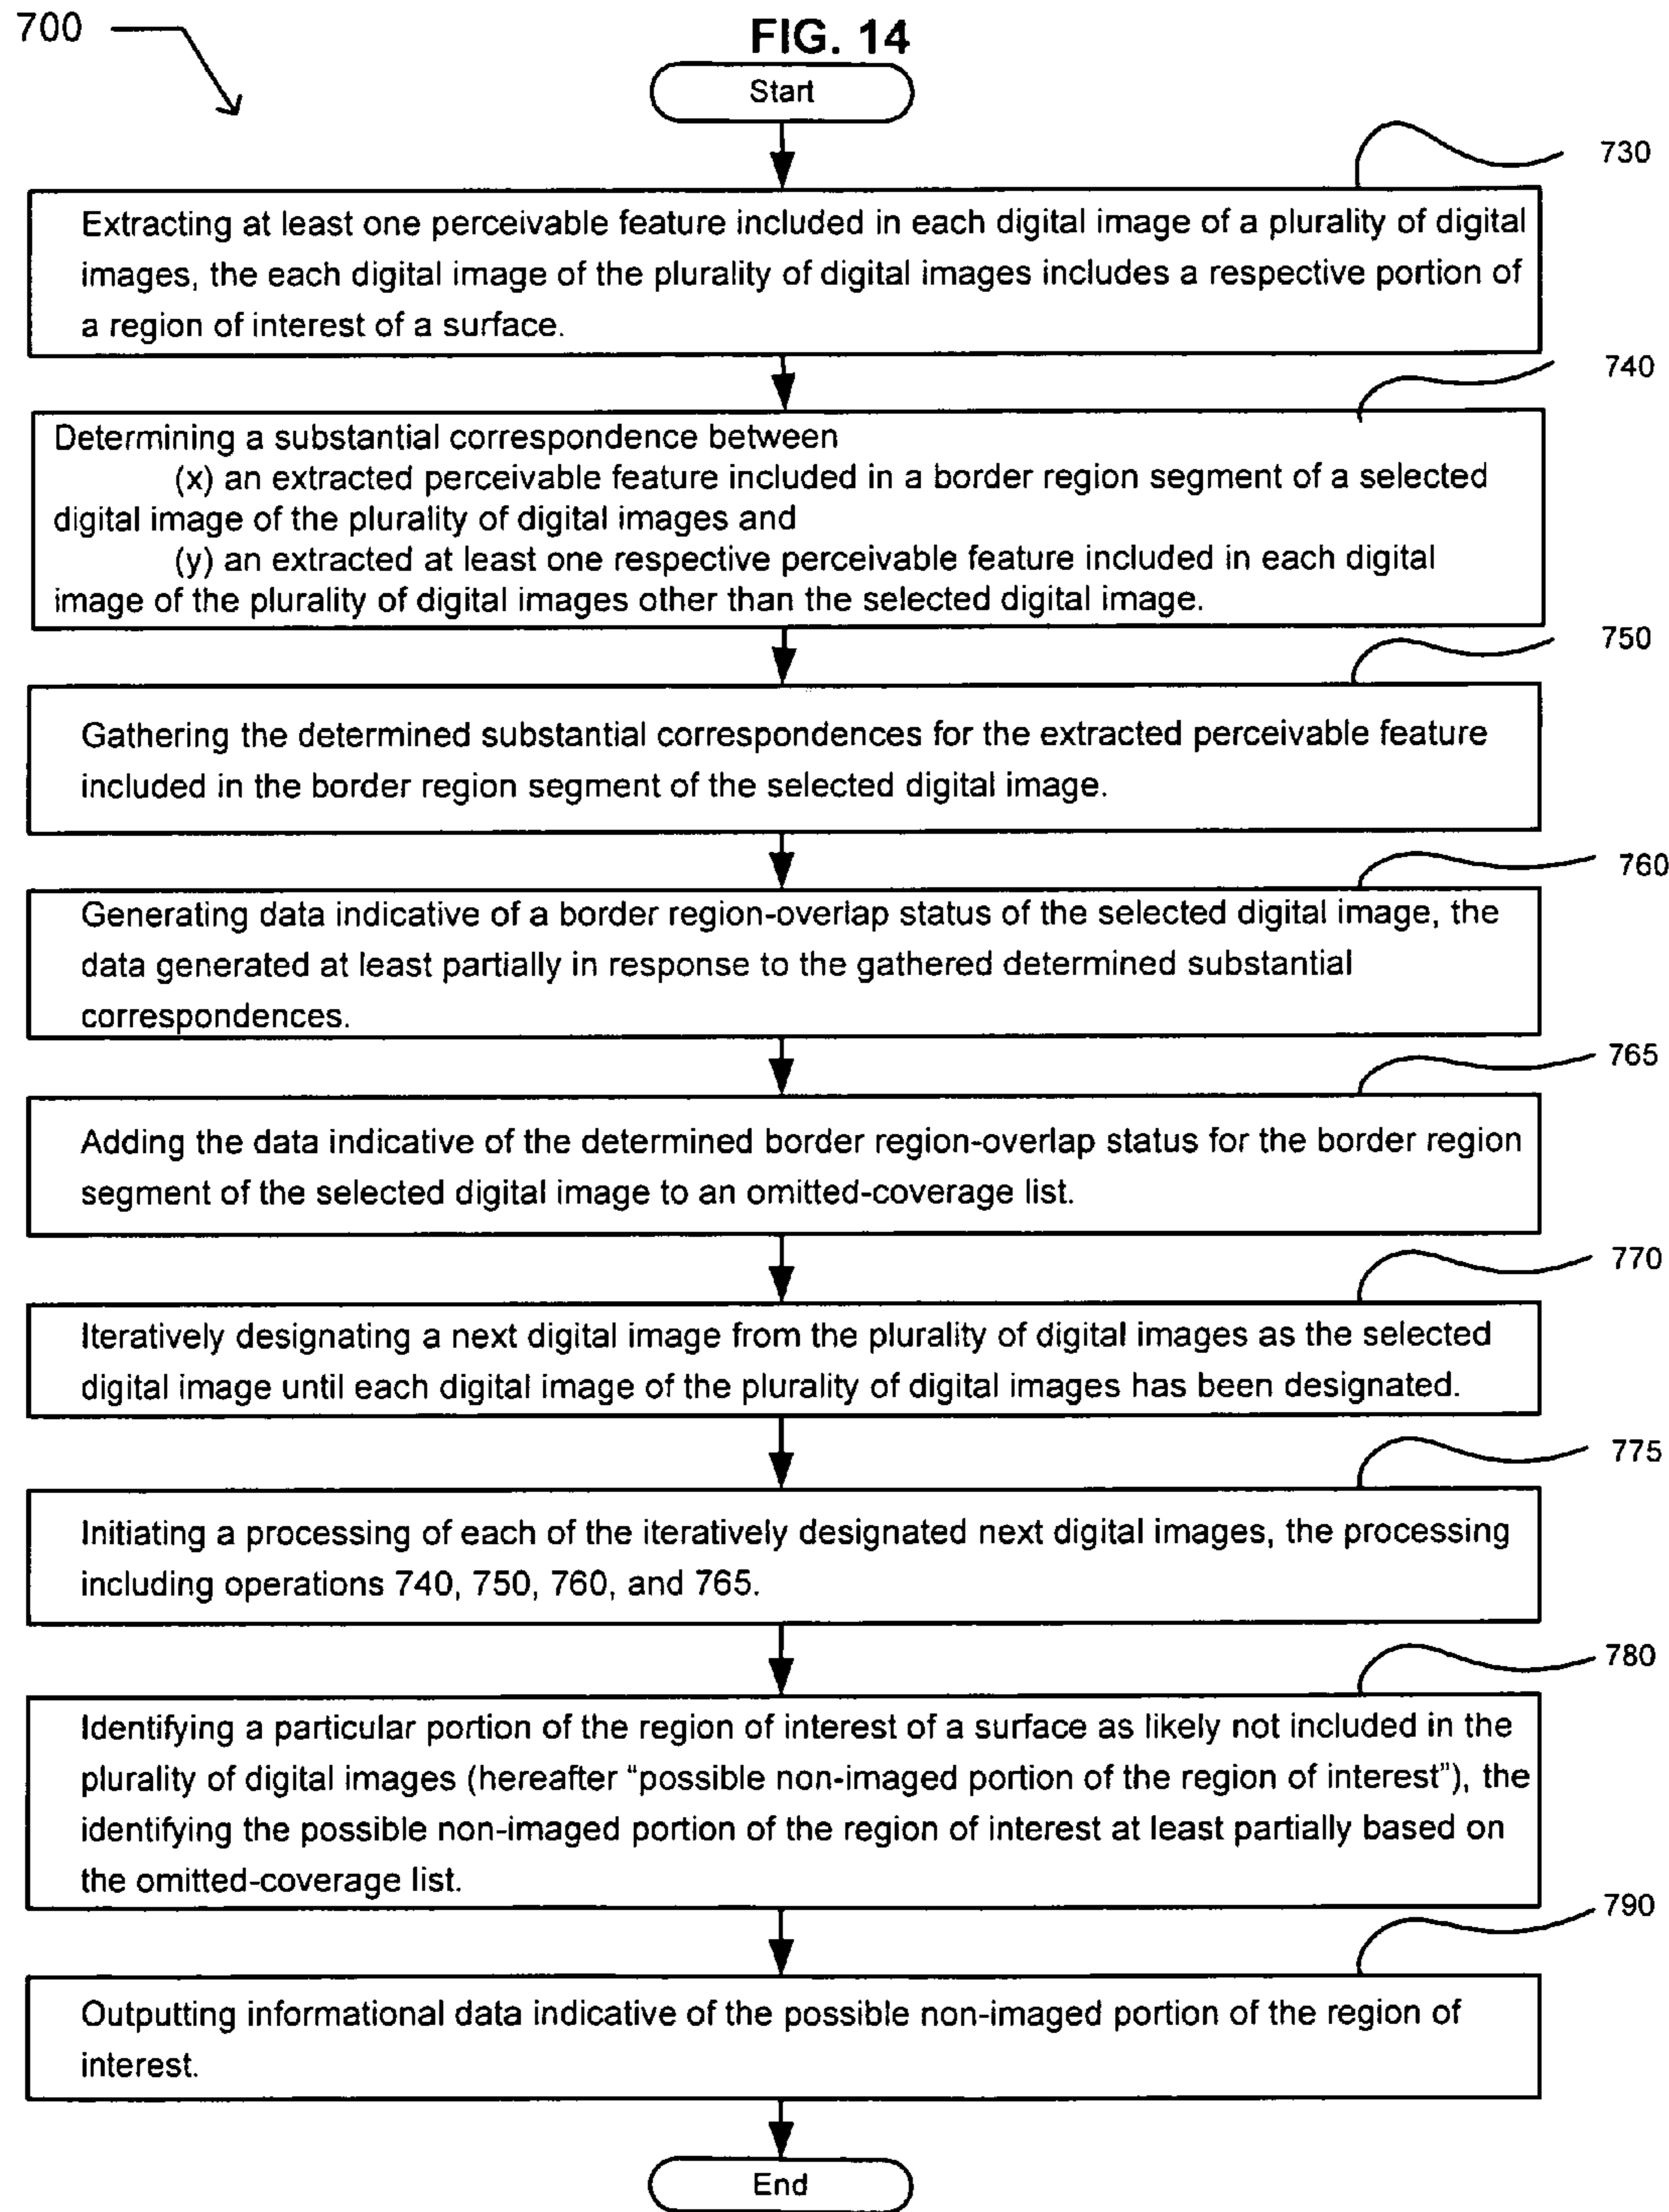 700
FIG. 14
Start
730
Extracting at least one perceivable feature included in each digital image of a plurality of digital
images, the each digital image of the plurality of digital images includes a respective portion of
a region of interest of a surface.
740
Determining a substantial correspondence between
(x) an extracted perceivable feature included in a border region segment of a selected
digital image of the plurality of digital images and
(y) an extracted at least one respective perceivable feature included in each digital
image of the plurality of digital images other than the selected digital image.
750
Gathering the determined substantial correspondences for the extracted perceivable feature
included in the border region segment of the selected digital image.
760
Generating data indicative of a border region-overlap status of the selected digital image, the
data generated at least partially in response to the gathered determined substantial
correspondences.
765
Adding the data indicative of the determined border region-overlap status for the border region
segment of the selected digital image to an omitted-coverage list.
770
Iteratively designating a next digital image from the plurality of digital images as the selected
digital image until each digital image of the plurality of digital images has been designated.
775
Initiating a processing of each of the iteratively designated next digital images, the processing
including operations 740, 750, 760, and 765.
780
Identifying a particular portion of the region of interest of a surface as likely not included in the
plurality of digital images (hereafter “possible non-imaged portion of the region of interest”), the
identifying the possible non-imaged portion of the region of interest at least partially based on
the omitted-coverage list.
790
Outputting informational data indicative of the possible non-imaged portion of the region of
interest.
End